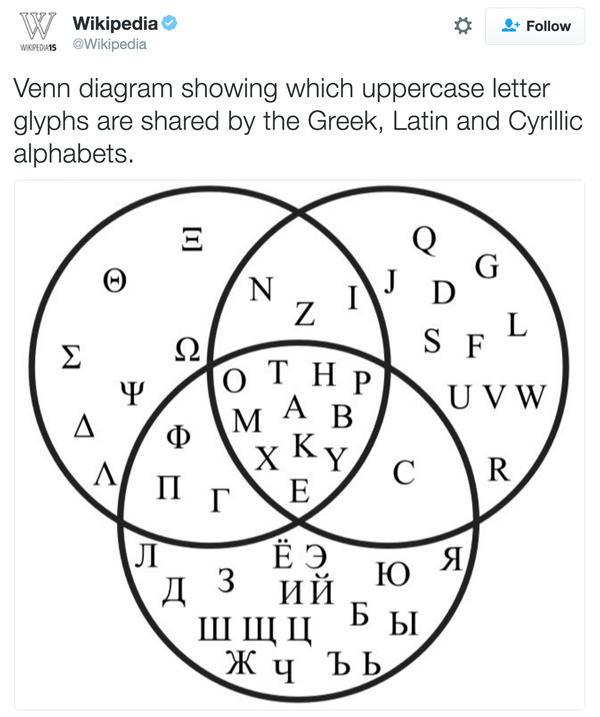 W
WIKIPEDIA15
Wikipedia
@Wikipedia
Follow
Venn diagram showing which uppercase letter
glyphs are shared by the Greek, Latin and Cyrillic
alphabets.
Ξ
Θ
Σ
Ω
Ψ
Δ
Λ
N
Z
I
Q
G
J
D
L
S F
U V W
R
O T H P
M A B
X K Y
E
Φ
Π Г
C
Л
Ё Э
Я
Д З ИЙ Ю
Ш Щ Ц Б Ы
Ж Ч Ъ Ь